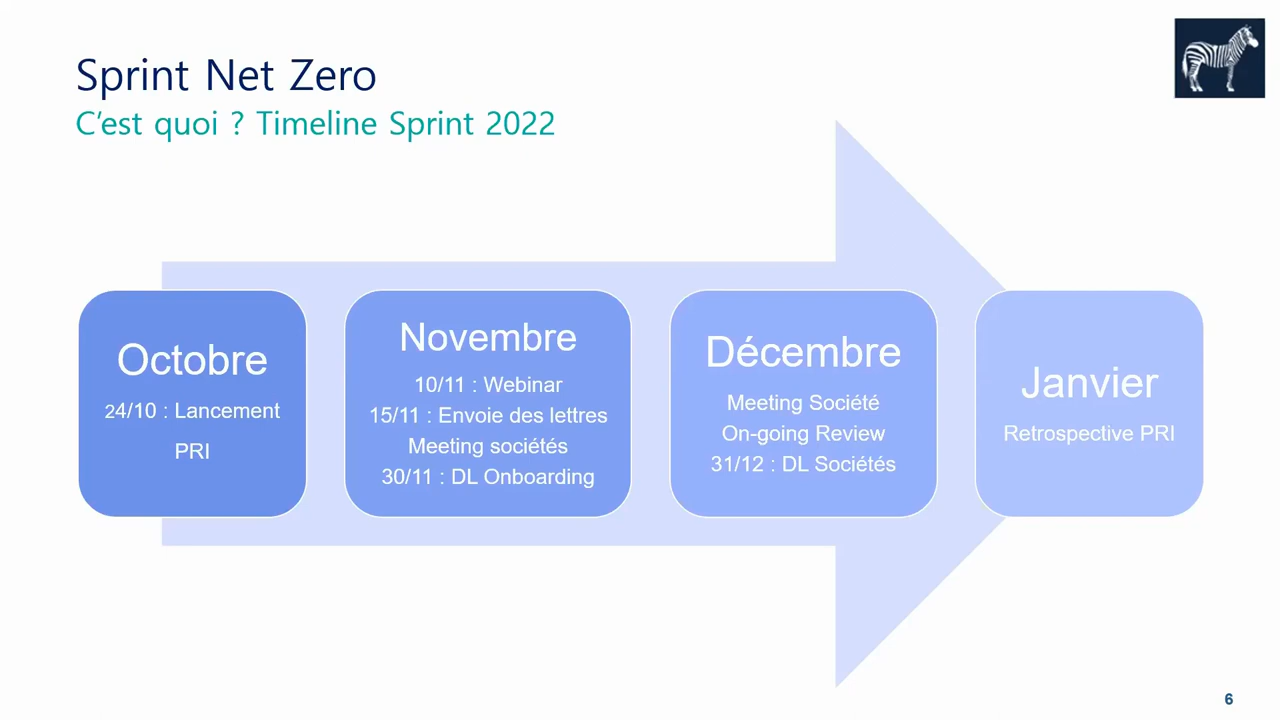 Sprint Net Zero
C'est quoi ? Timeline Sprint 2022
Octobre
24/10 : Lancement
PRI
Novembre
10/11 : Webinar
15/11 : Envoie des lettres
Meeting sociétés
30/11 : DL Onboarding
Décembre
Meeting Société
On-going Review
31/12 : DL Sociétés
Janvier
Retrospective PRI
6